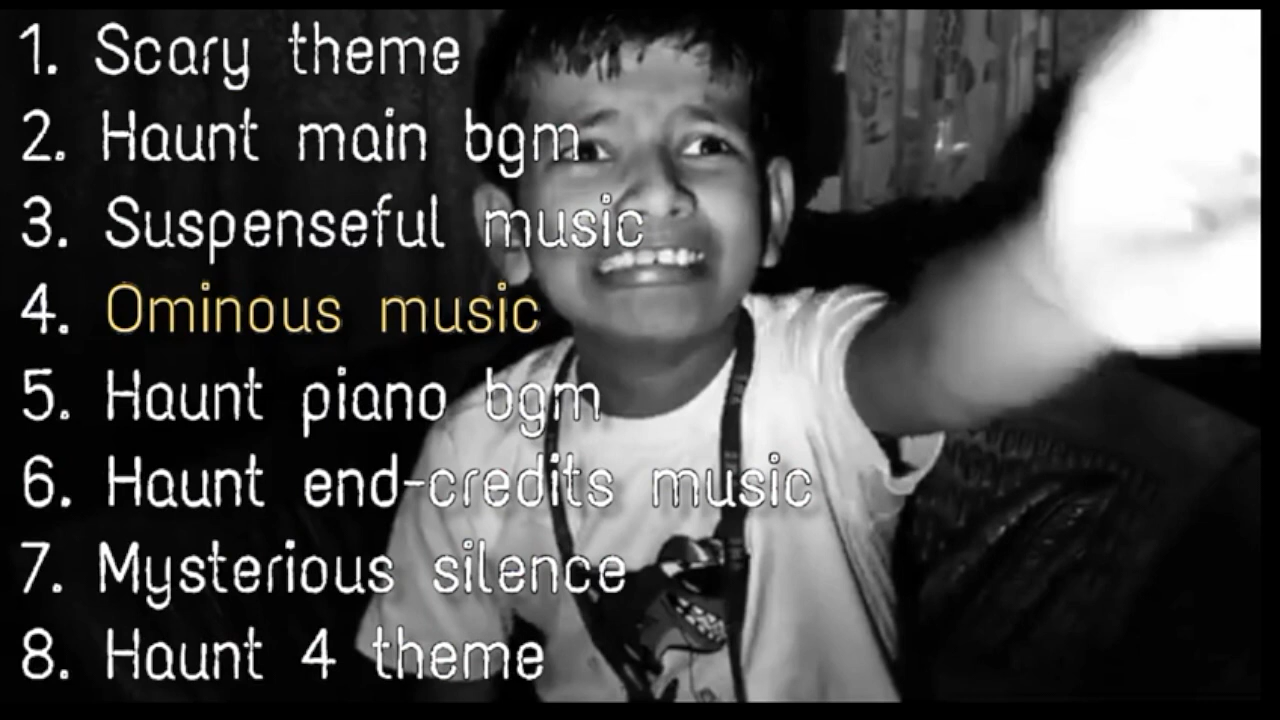 1. Scary theme
2. Haunt main bgm
3. Suspenseful music
4. Ominous music
5. Haunt piano bgm
6. Haunt end-credits music
7. Mysterious silence
8. Haunt 4 theme